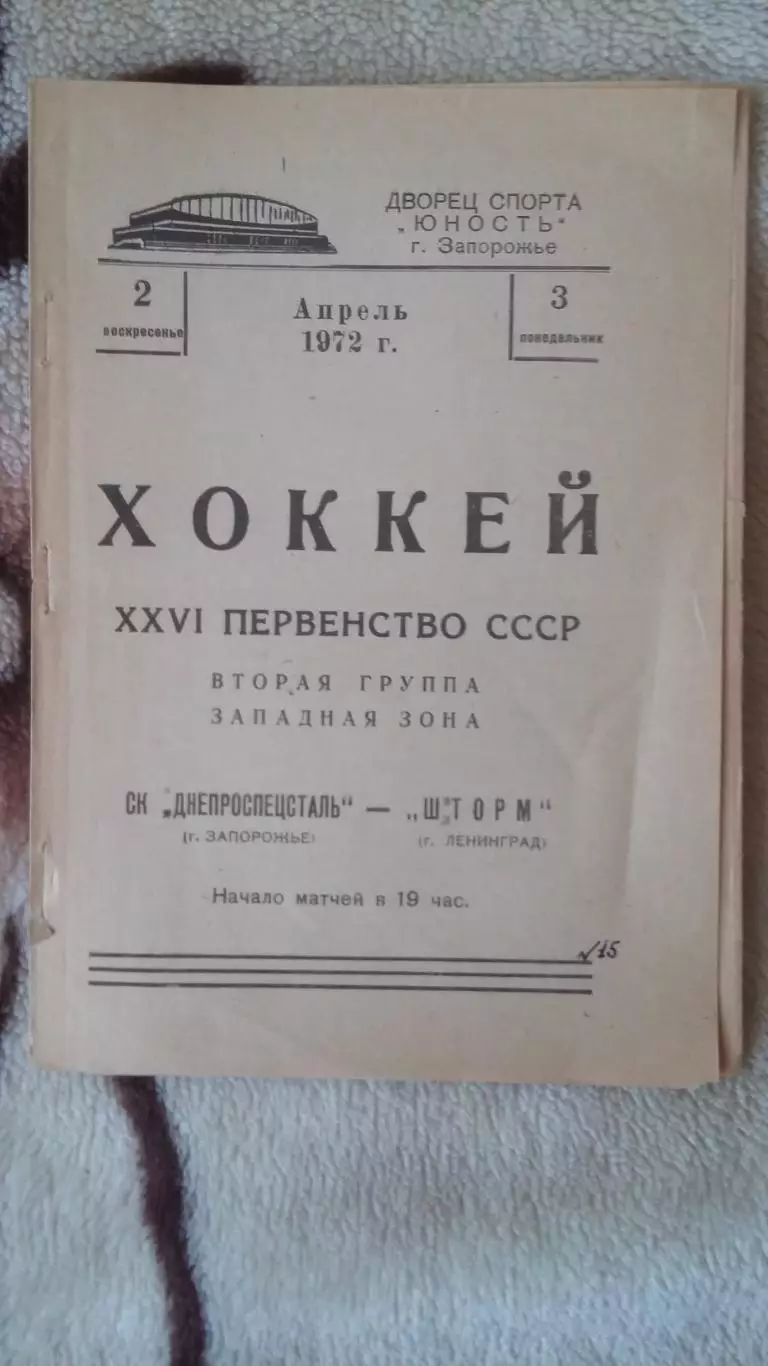 ДВОРЕЦ СПОРТА
„ЮНОСТЬ"
г. Запорожье
2
воскресенье
Апрель
1972 г.
3
понедельник
ХОККЕЙ
XXVI ПЕРВЕНСТВО СССР
ВТОРАЯ ГРУППА
ЗАПАДНАЯ ЗОНА
СК „ДНЕПРОСПЕЦСТАЛЬ" — „ШТОРМ"
(г. ЗАПОРОЖЬЕ) (г. ЛЕНИНГРАД)
Начало матчей в 19 час.
√15